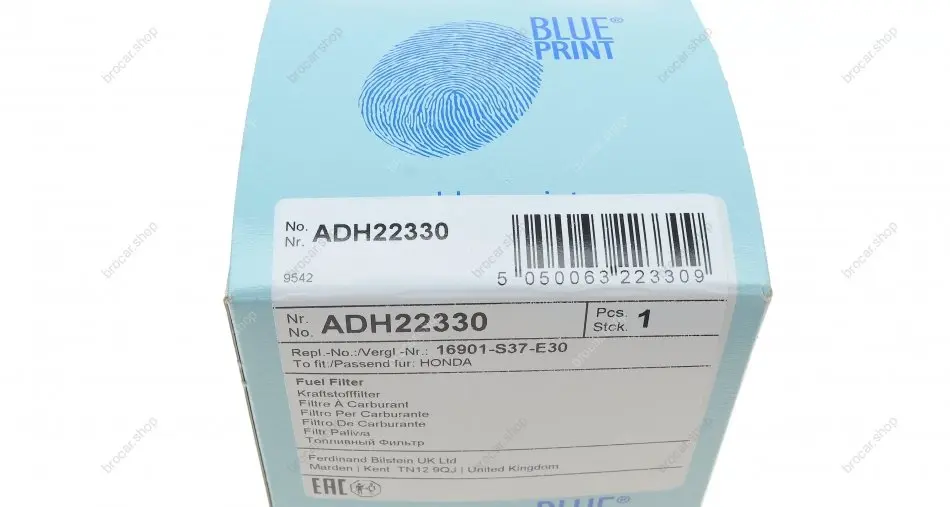 BLUE®
PRINT
No.
Nr. ADH22330
9542
5 050063 223309
Nr.
No. ADH22330
Pcs.
Stck. 1
Repl.-No.:/Vergl.-Nr.: 16901-S37-E30
To fit:/Passend für: HONDA
Fuel Filter
Kraftstofffilter
Filtre À Carburant
Filtro Per Carburante
Filtro De Carburante
Filtr Paliwa
Топливный Фильтр
Ferdinand Bilstein UK Ltd
Marden | Kent TN12 9QJ | United Kingdom
EAC
BLUE®
brocar.shop